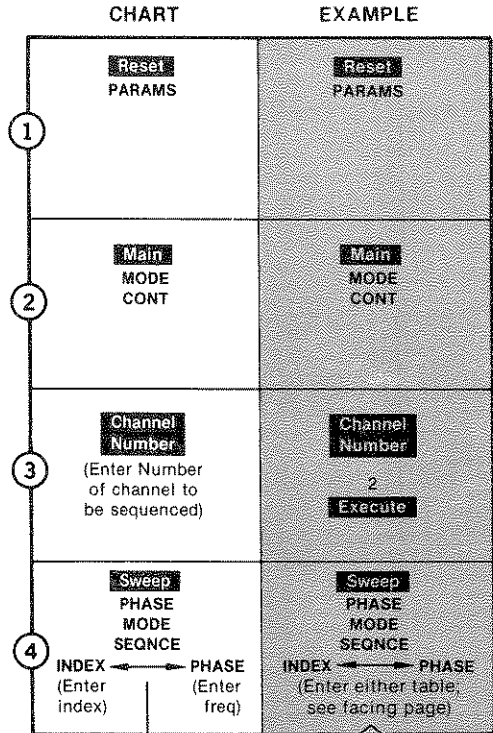 CHART EXAMPLE
1
Reset
PARAMS
Reset
PARAMS
2
Main
MODE
CONT
Main
MODE
CONT
3
Channel
Number
(Enter Number
of channel to
be sequenced)
Channel
Number
2
Execute
4
Sweep
PHASE
MODE
SEQNCE
INDEX PHASE
(Enter (Enter
index) freq)
Sweep
PHASE
MODE
SEQNCE
INDEX PHASE
(Enter either table,
see facing page)